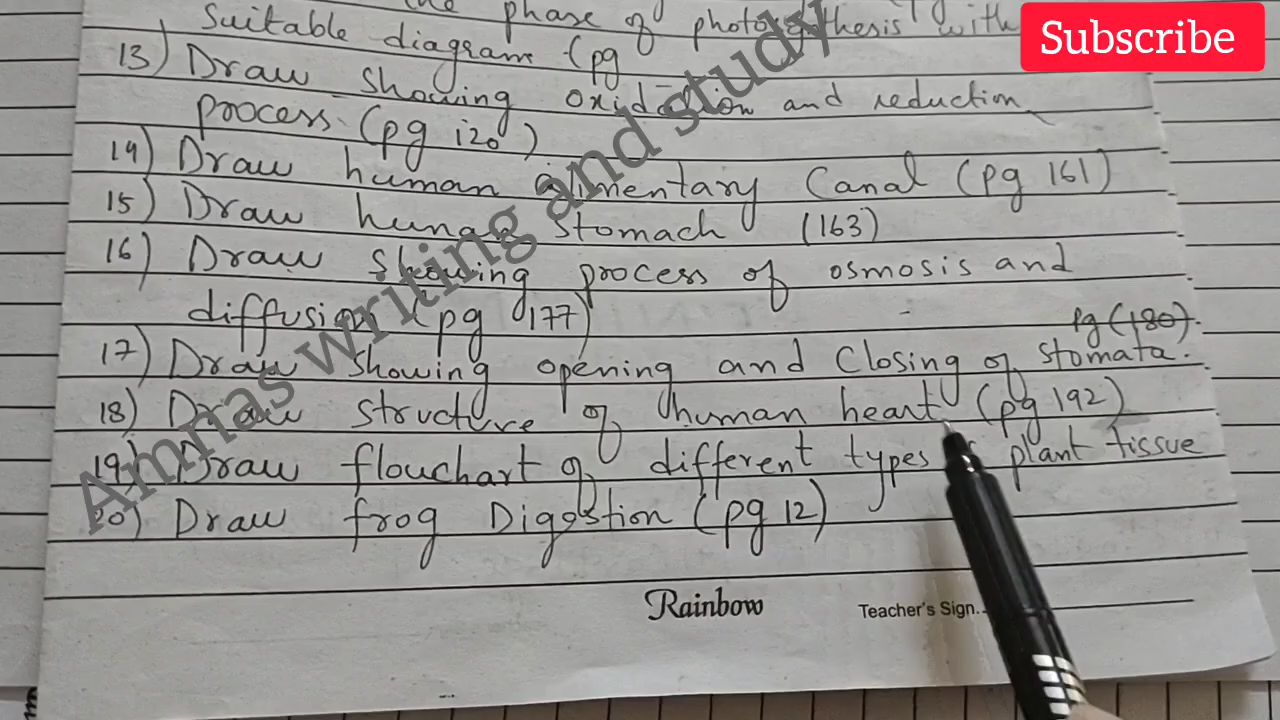 the phase of photosynthesis with
Suitable diagram (pg
Subscribe
13) Draw showing oxidation and reduction
process. (pg 120)
14) Draw human alimentary Canal (pg 161)
15) Draw human stomach (163)
16) Draw showing process of osmosis and
diffusion (pg 177)
pg (180).
17) Draw showing opening and Closing of stomata.
18) Draw structure of human heart (pg 192)
19) Draw flouchart of different types of plant tissue
20) Draw frog Digestion (pg 12)
Rainbow
Teacher's Sign..
Amnas writing and study